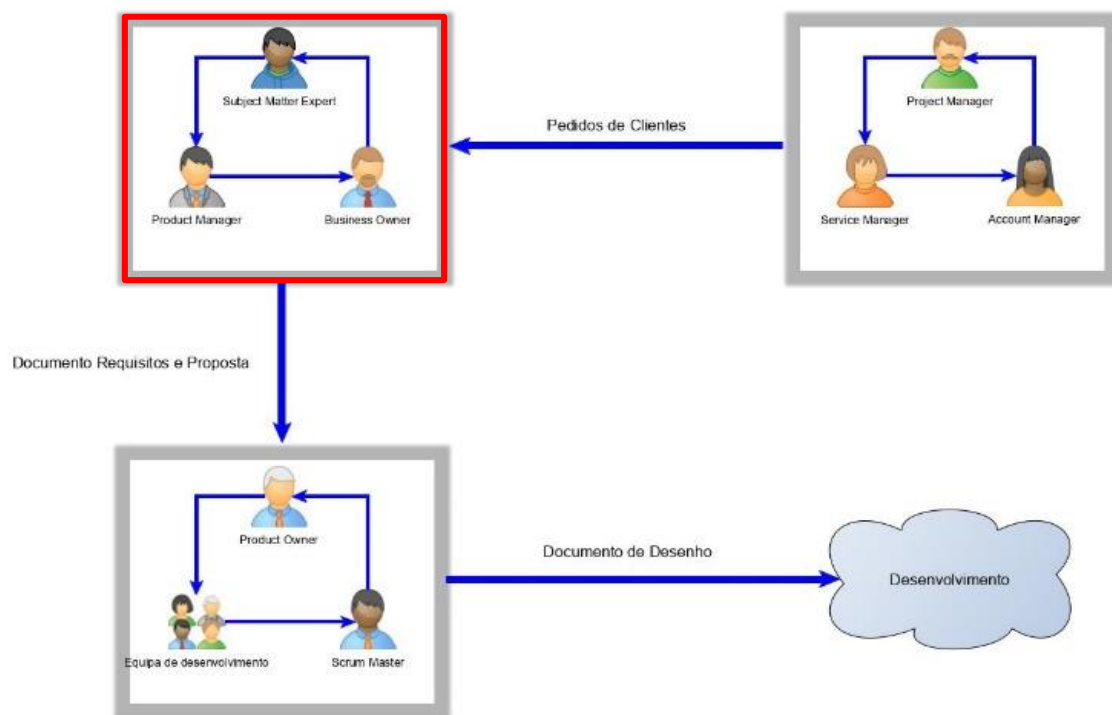 Subject Matter Expert
Product Manager
Business Owner
Pedidos de Clientes
Project Manager
Service Manager
Account Manager
Documento Requisitos e Proposta
Product Owner
Equipa de desenvolvimento
Scrum Master
Documento de Desenho
Desenvolvimento